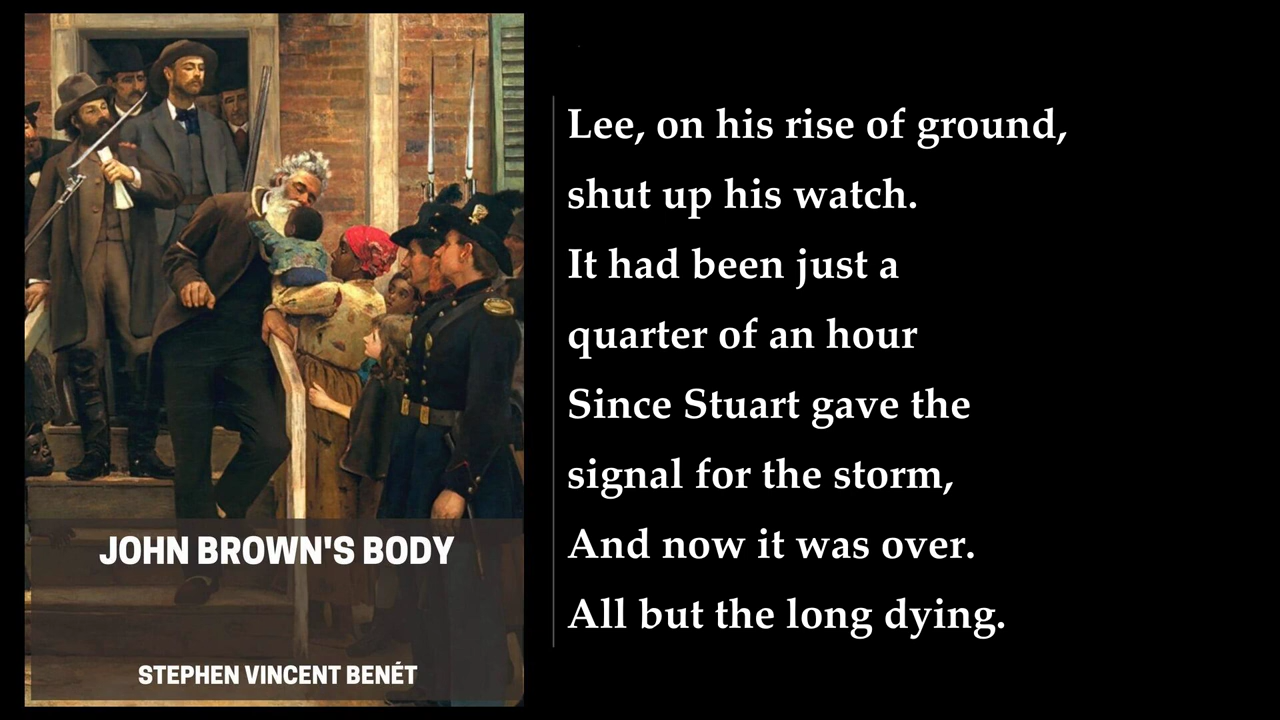 Lee, on his rise of ground,
shut up his watch.
It had been just a
quarter of an hour
Since Stuart gave the
signal for the storm,
And now it was over.
All but the long dying.
JOHN BROWN'S BODY
STEPHEN VINCENT BENÉT